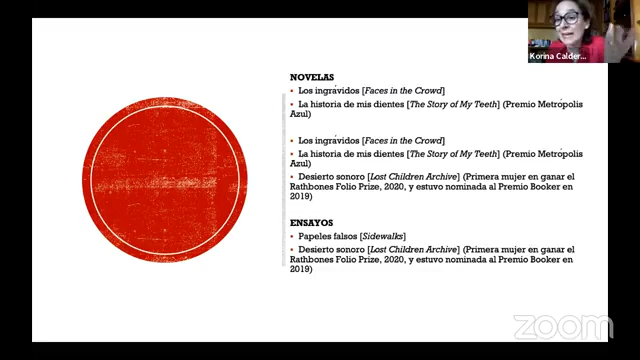 NOVELAS
▪ Los ingrávidos [Faces in the Crowd]
▪ La historia de mis dientes [The Story of My Teeth] (Premio Metrópolis
Azul)
▪ Los ingrávidos [Faces in the Crowd]
▪ La historia de mis dientes [The Story of My Teeth] (Premio Metrópolis
Azul)
▪ Desierto sonoro [Lost Children Archive] (Primera mujer en ganar el
Rathbones Folio Prize, 2020, y estuvo nominada al Premio Booker en
2019)
ENSAYOS
▪ Papeles falsos [Sidewalks]
▪ Desierto sonoro [Lost Children Archive] (Primera mujer en ganar el
Rathbones Folio Prize, 2020, y estuvo nominada al Premio Booker en
2019)
Korina Calder...
zoom